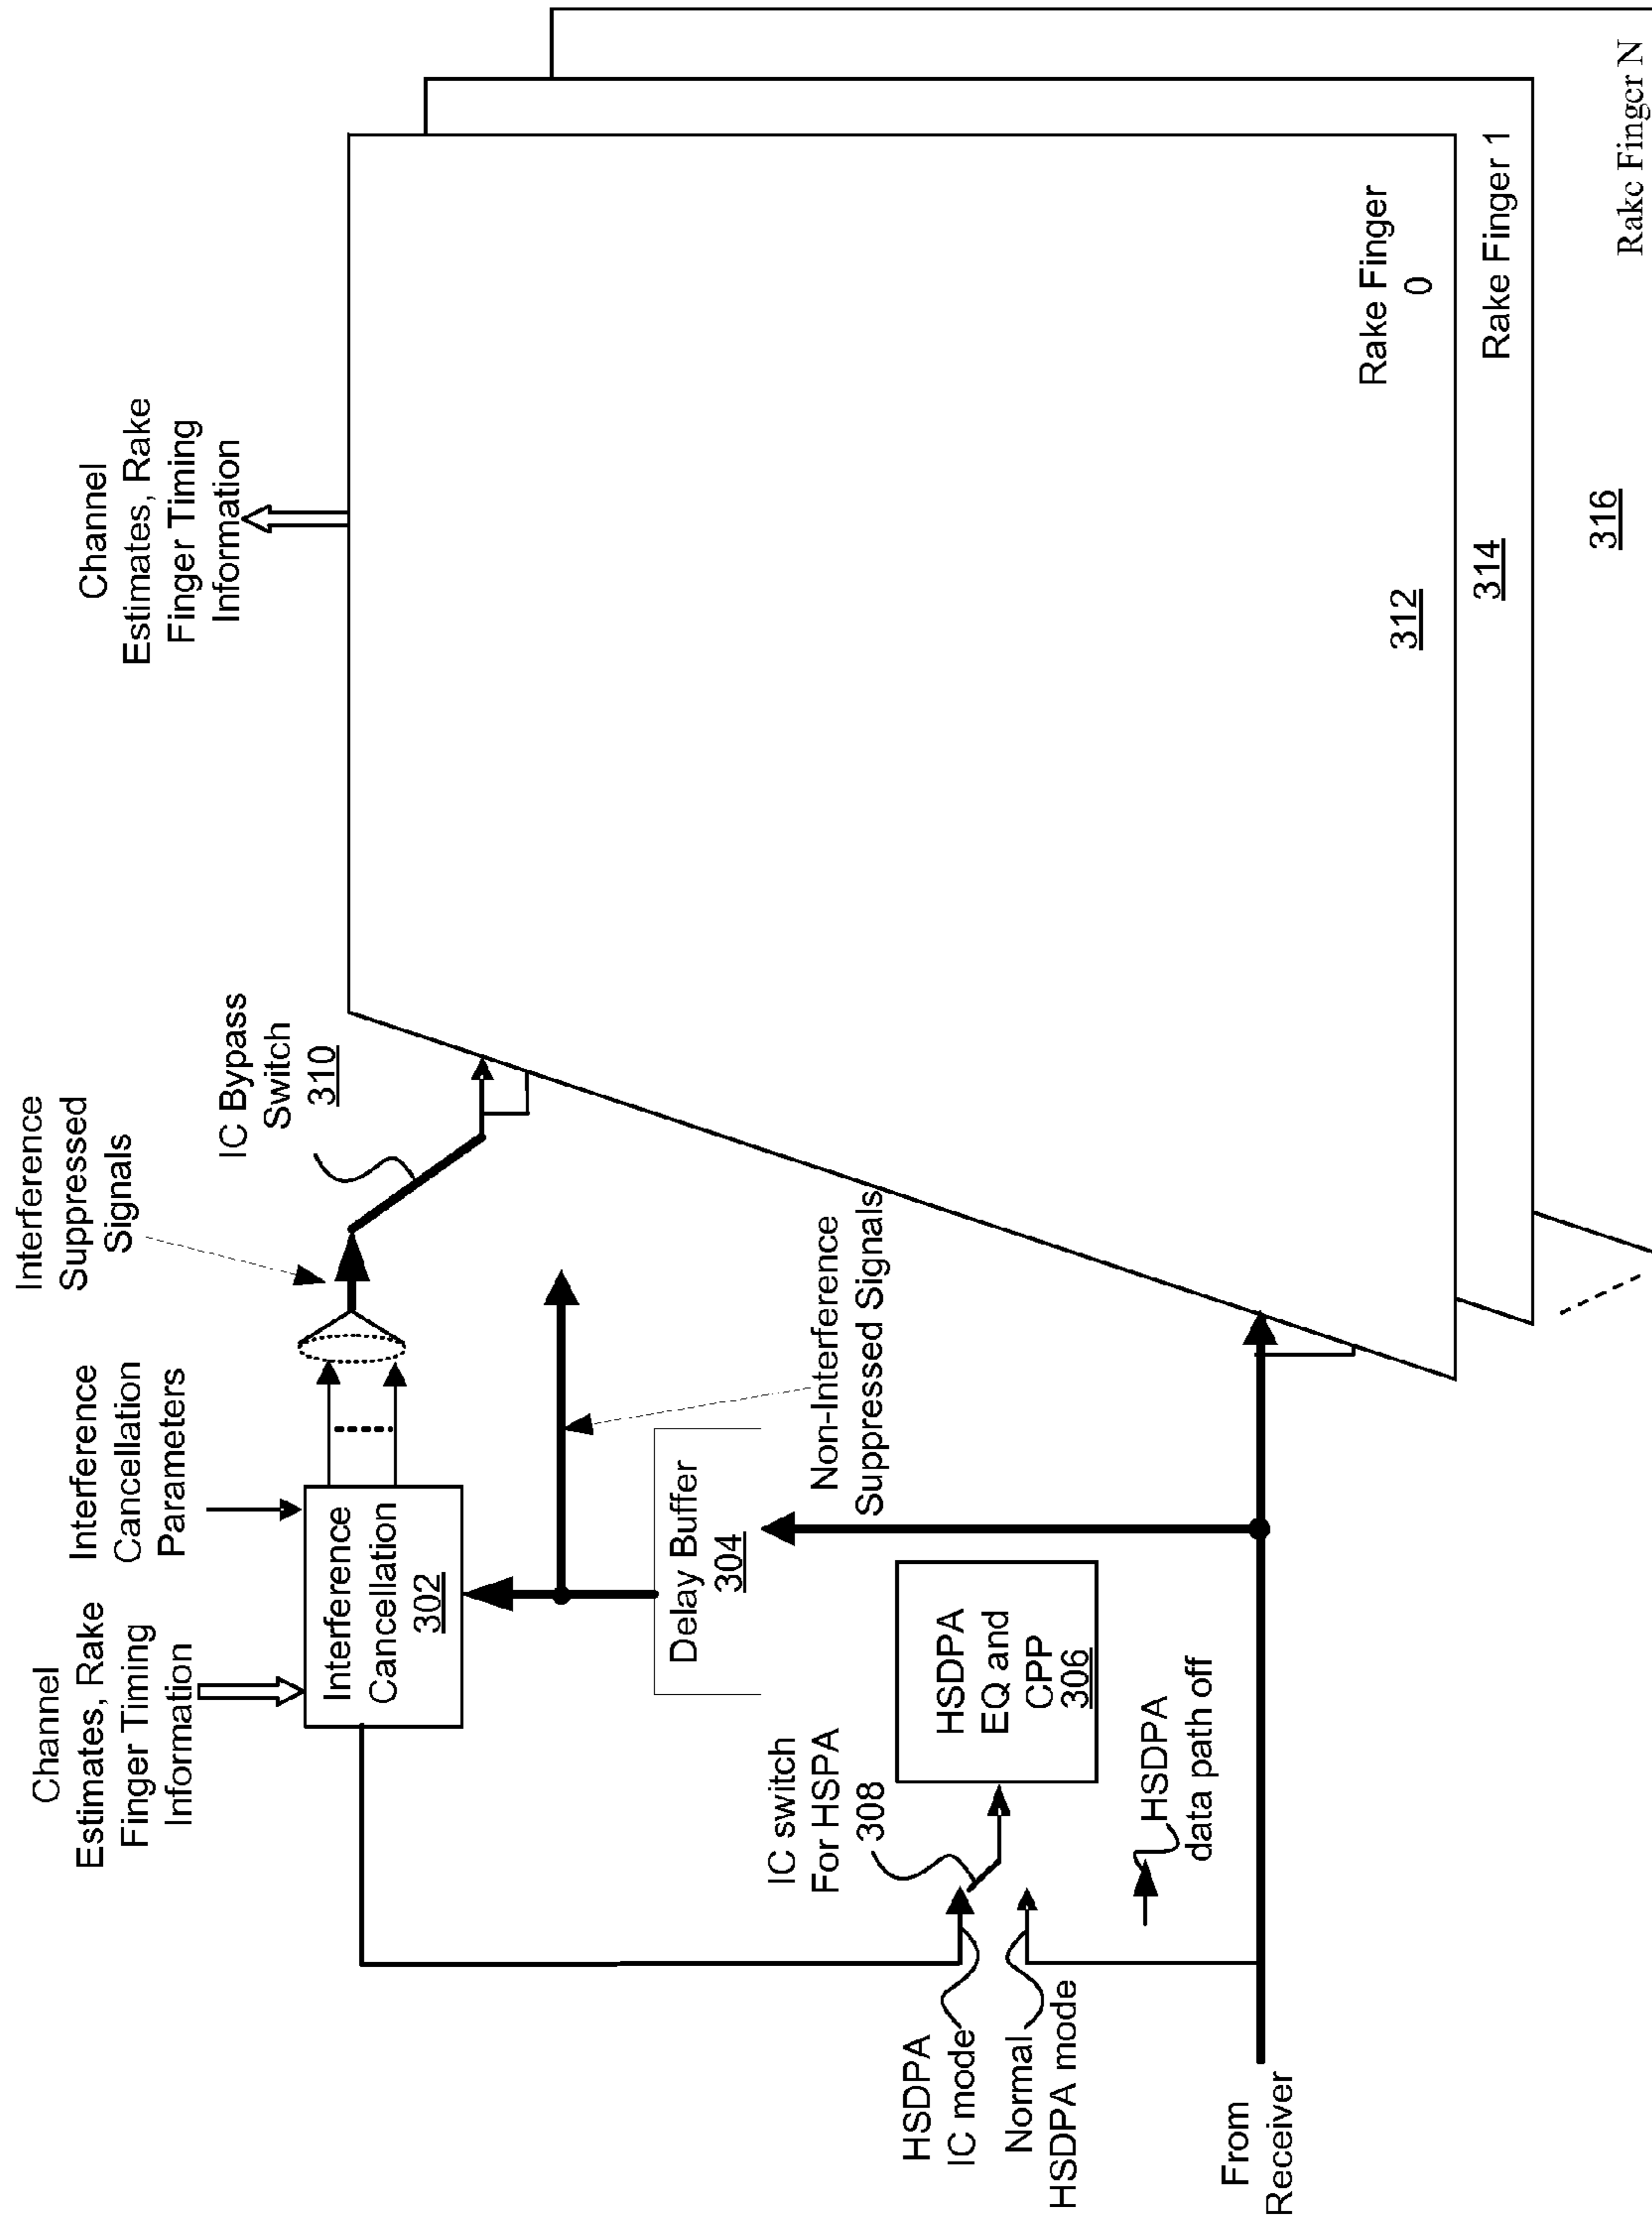 Channel
Estimates, Rake
Finger Timing
Information
Interference
Cancellation
Parameters
Interference
Suppressed
Signals
Channel
Estimates, Rake
Finger Timing
Information
Interference
Cancellation
302
IC Bypass
Switch
310
Delay Buffer
304
Non-Interference
Suppressed Signals
IC switch
For HSPA
308
HSDPA
EQ and
CPP
306
HSDPA
IC mode
Normal
HSDPA mode
HSDPA
data path off
From
Receiver
Rake Finger
0
312
Rake Finger 1
314
Rakc Fingcr N
316